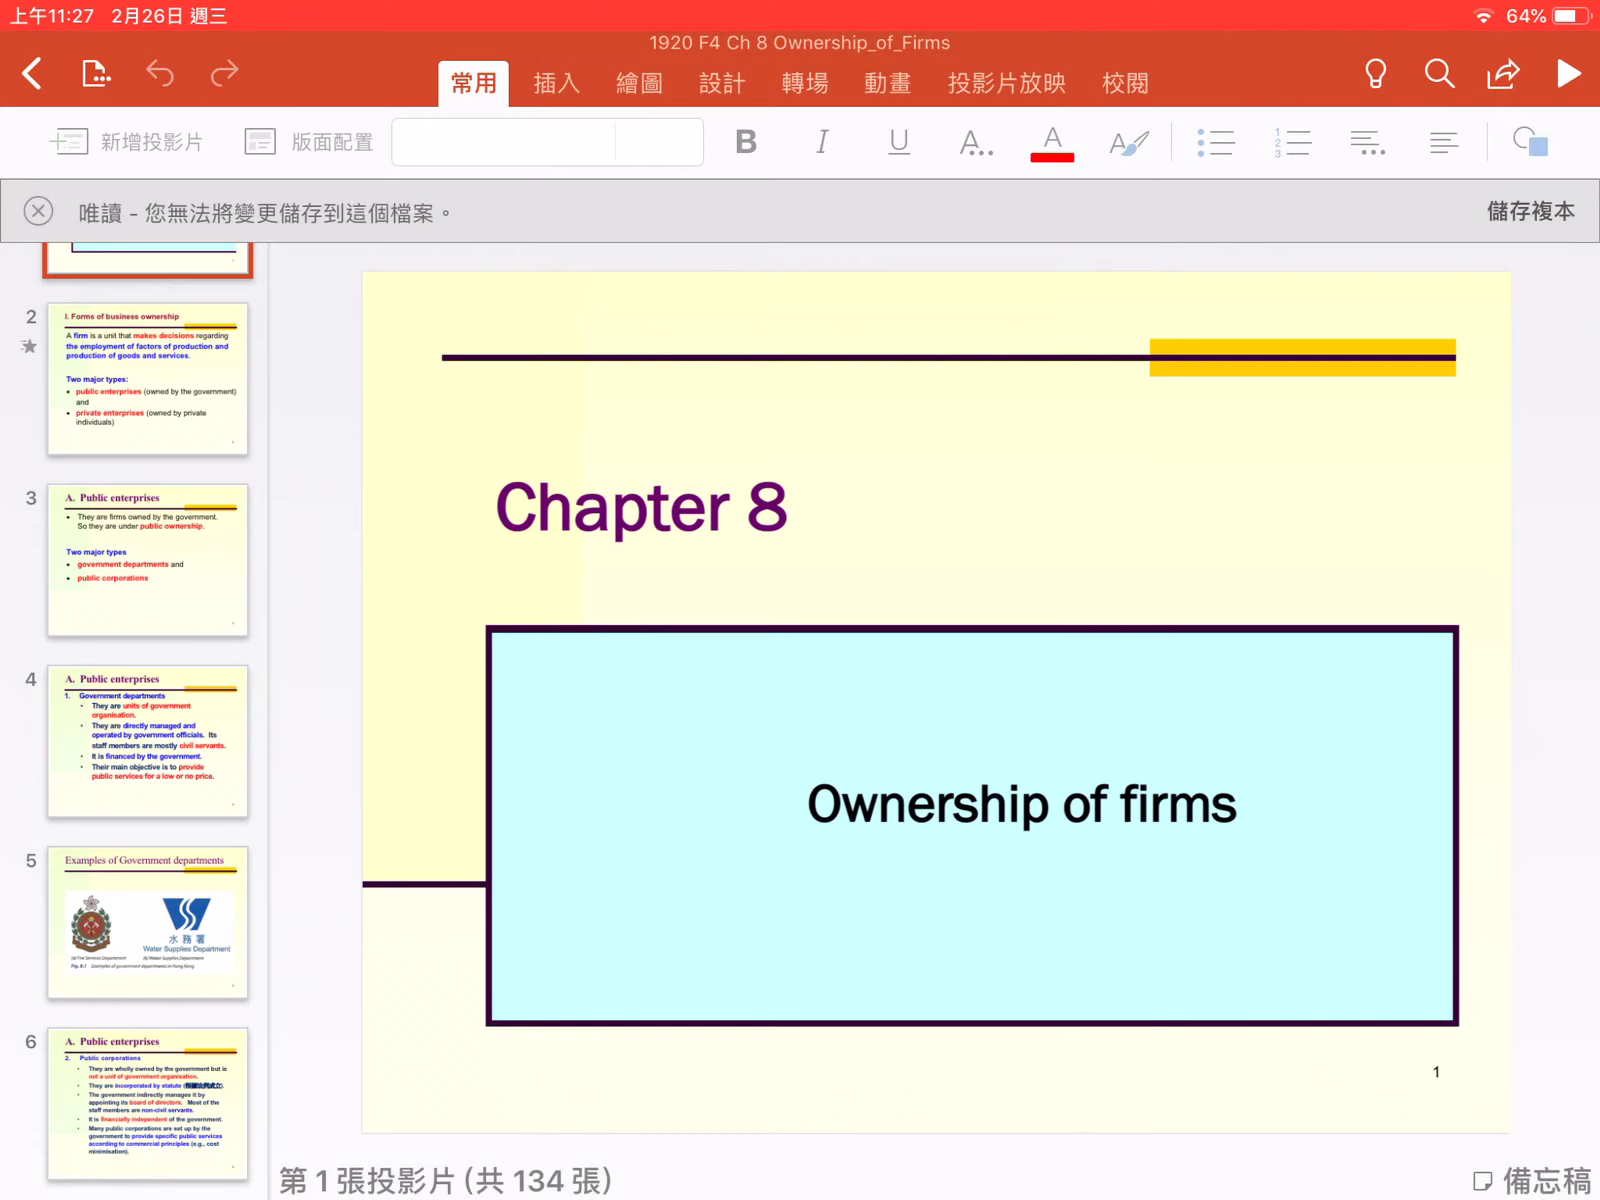 上午11:27 2月26日 週三
64%
1920 F4 Ch 8 Ownership_of_Firms
常用 插入 繪圖 設計 轉場 動畫 投影片放映 校閱
新增投影片 版面配置 B I U A.. A A
唯讀 - 您無法將變更儲存到這個檔案。 儲存複本
2
I. Forms of business ownership
A firm is a unit that makes decisions regarding
the employment of factors of production and
production of goods and services.
Two major types:
• public enterprises (owned by the government)
and
• private enterprises (owned by private
individuals)
3
A. Public enterprises
• They are firms owned by the government.
So they are under public ownership.
Two major types
• government departments and
• public corporations
4
A. Public enterprises
1. Government departments
• They are units of government
organisation.
• They are directly managed and
operated by government officials. Its
staff members are mostly civil servants.
• It is financed by the government.
• Their main objective is to provide
public services for a low or no price.
5
Examples of Government departments
水務署
Water Supplies Department
(a) Fire Services Department (b) Water Supplies Department
Fig. 8.1 Examples of government departments in Hong Kong
6
A. Public enterprises
2. Public corporations
• They are wholly owned by the government but is
not a unit of government organisation.
• They are incorporated by statute (根據法例成立).
• The government indirectly manages it by
appointing its board of directors. Most of the
staff members are non-civil servants.
• It is financially independent of the government.
• Many public corporations are set up by the
government to provide specific public services
according to commercial principles (e.g., cost
minimisation).
Chapter 8
Ownership of firms
1
第 1 張投影片 (共 134 張)
備忘稿